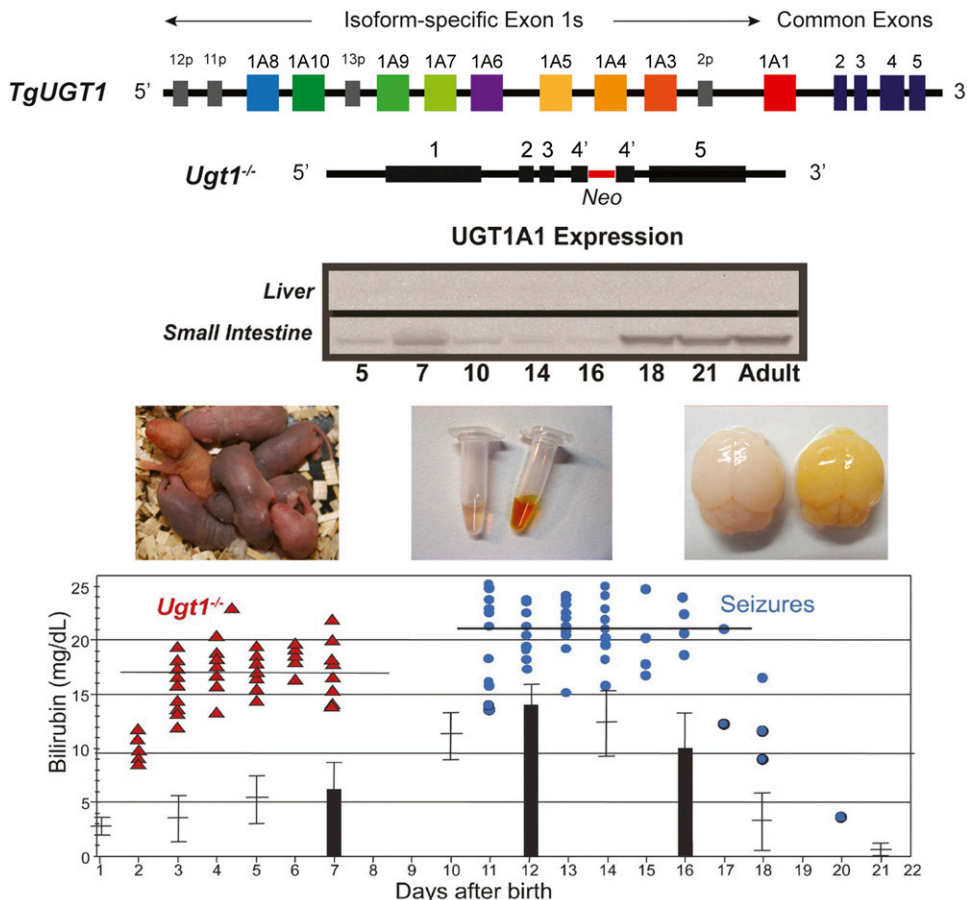 Isoform-specific Exon 1s Common Exons
12p 11p 1A8 1A10 13p 1A9 1A7 1A6 1A5 1A4 1A3 2p 1A1 2 3 4 5
TgUGT1 5’ 3
1 2 3 4’ 4’ 5
Ugt1-/- 5’ 3’
Neo
UGT1A1 Expression
Liver
Small Intestine
5 7 10 14 16 18 21 Adult
25
Ugt1-/- Seizures
20
15
10
5
0
Bilirubin (mg/dL)
1 2 3 4 5 6 7 8 9 10 11 12 13 14 15 16 17 18 19 20 21 22
Days after birth